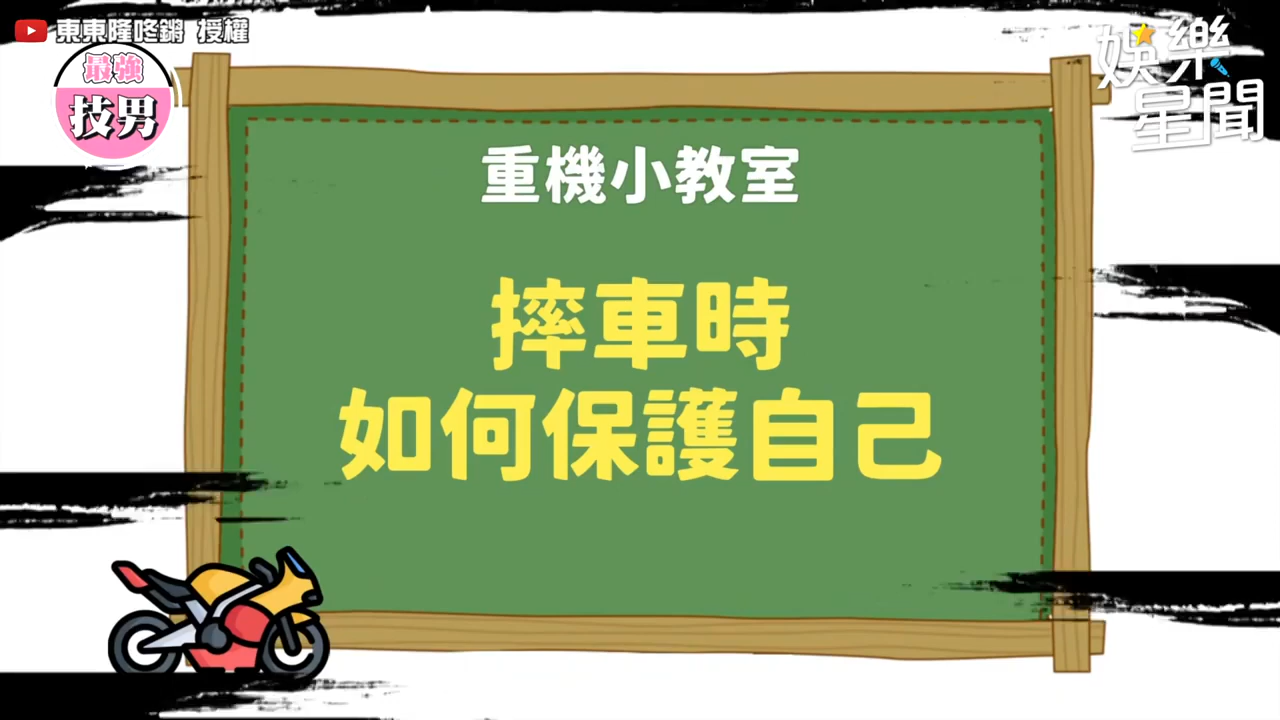 東東隆咚鏘 授權
最強
技男
娛樂
星聞
重機小教室
摔車時
如何保護自己